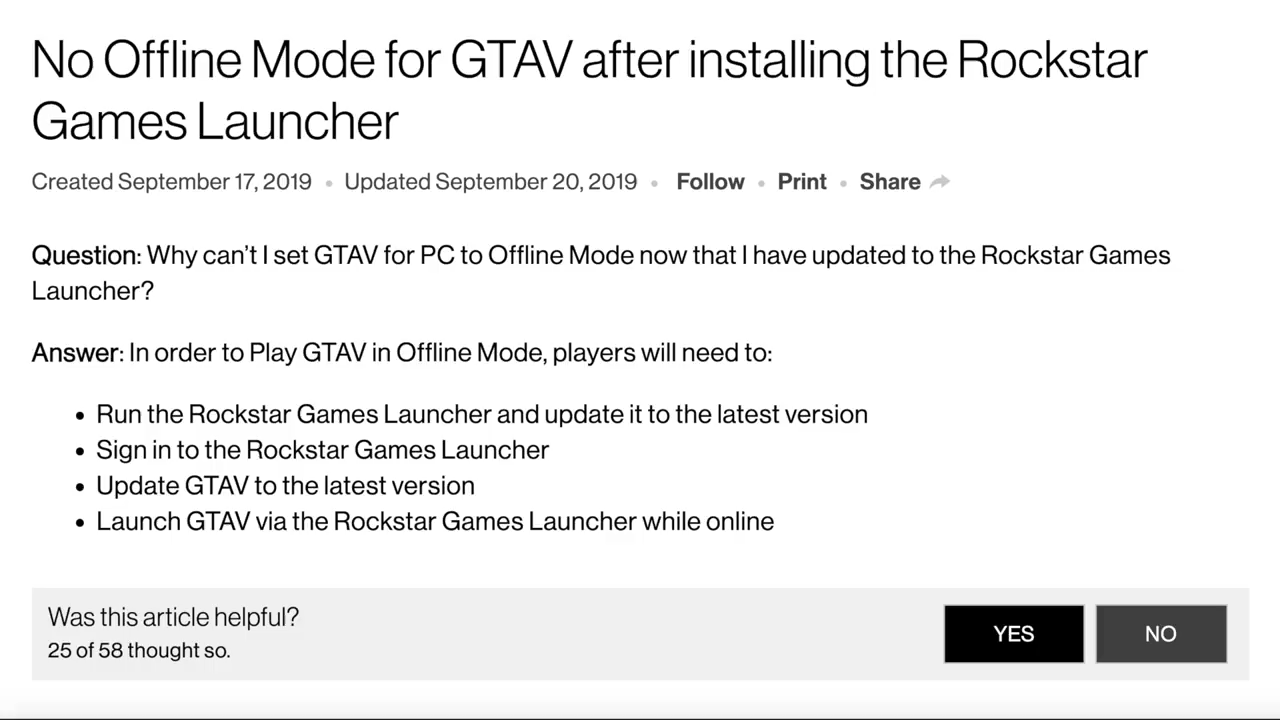 No Offline Mode for GTAV after installing the Rockstar
Games Launcher
Created September 17, 2019 • Updated September 20, 2019 • Follow • Print • Share
Question: Why can’t I set GTAV for PC to Offline Mode now that I have updated to the Rockstar Games
Launcher?
Answer: In order to Play GTAV in Offline Mode, players will need to:
• Run the Rockstar Games Launcher and update it to the latest version
• Sign in to the Rockstar Games Launcher
• Update GTAV to the latest version
• Launch GTAV via the Rockstar Games Launcher while online
Was this article helpful?
25 of 58 thought so.
YES NO